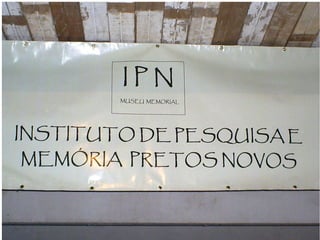 IPN
MUSEU MEMORIAL
INSTITUTO DE PESQUISA E
MEMÓRIA PRETOS NOVOS